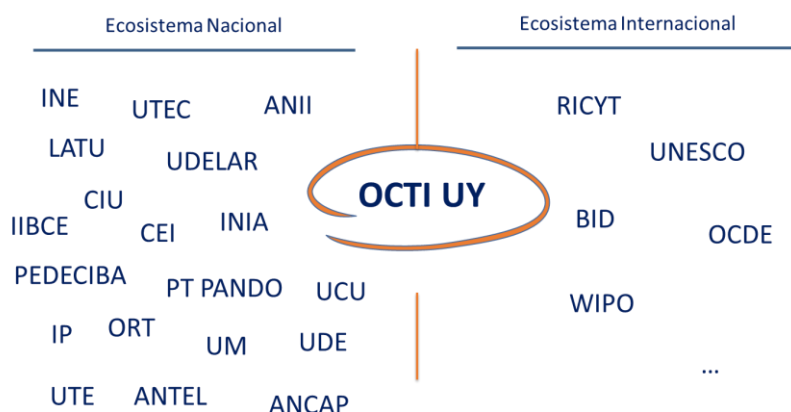 Ecosistema Nacional
Ecosistema Internacional
INE
UTEC
ANII
LATU
UDELAR
CIU
IIBCE
CEI
INIA
PEDECIBA
PT PANDO
UCU
IP
ORT
UM
UDE
UTE
ANTEL
ANCAP
OCTI UY
RICYT
UNESCO
BID
OCDE
WIPO
...